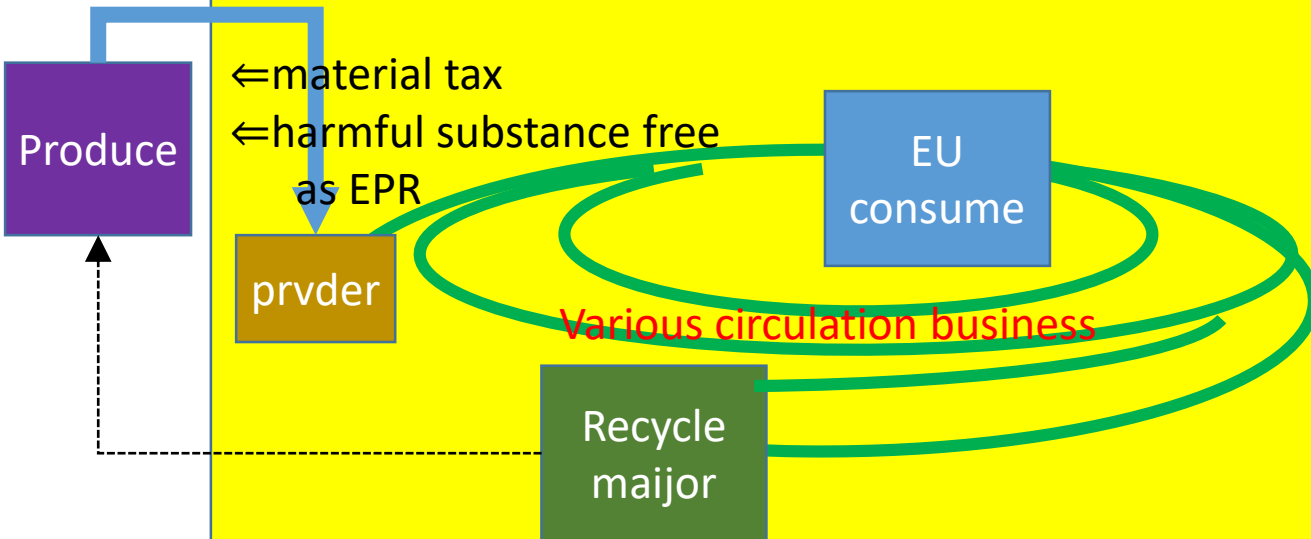 Produce
⇐material tax
⇐harmful substance free
as EPR
prvder
EU
consume
Various circulation business
Recycle
maijor